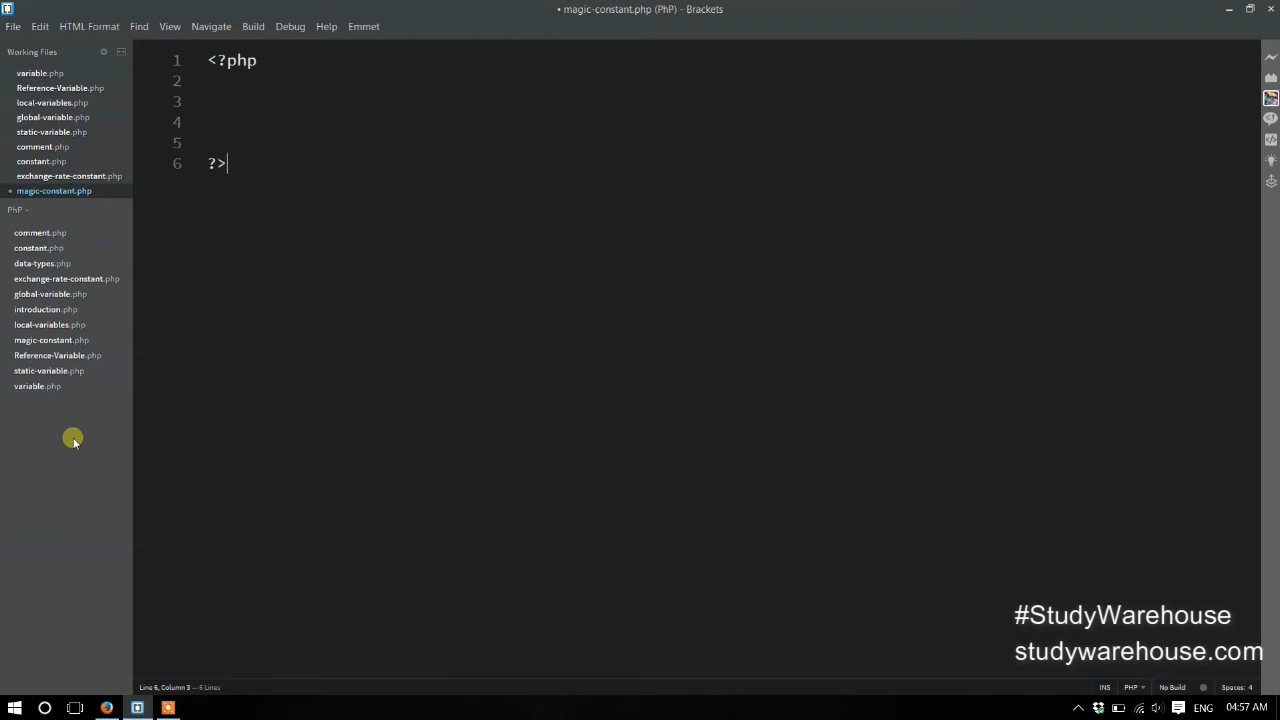 • magic-constant.php (PhP) - Brackets
File Edit HTML Format Find View Navigate Build Debug Help Emmet
Working Files
variable.php
Reference-Variable.php
local-variables.php
global-variable.php
static-variable.php
comment.php
constant.php
exchange-rate-constant.php
magic-constant.php
PhP
comment.php
constant.php
data-types.php
exchange-rate-constant.php
global-variable.php
introduction.php
local-variables.php
magic-constant.php
Reference-Variable.php
static-variable.php
variable.php
1 <?php
2
3
4
5
6 ?>
#StudyWarehouse
studywarehouse.com
Line 6, Column 3 — 6 Lines
INS PHP No Build Spaces: 4
ENG 04:57 AM